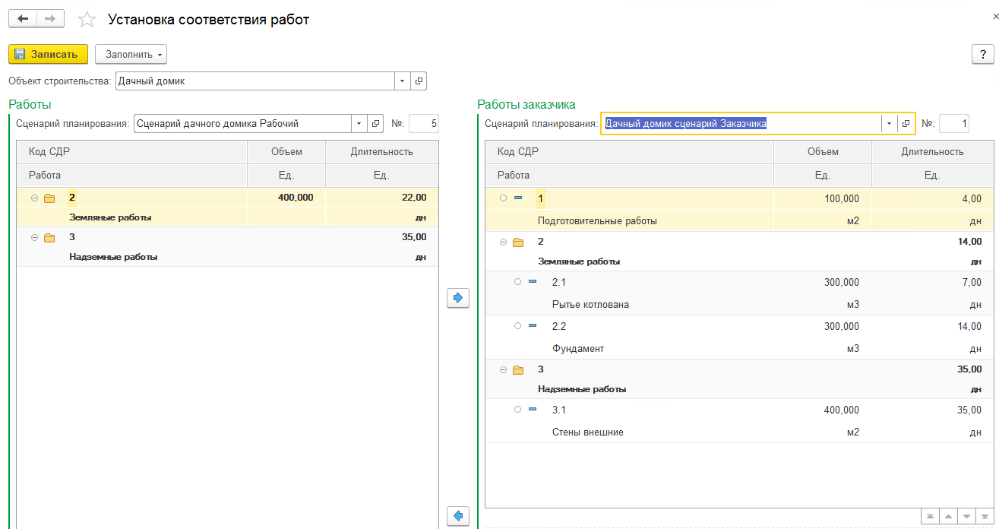 Установка соответствия работ
Записать Заполнить ?
Объект строительства: Дачный домик
Работы
Сценарий планирования: Сценарий дачного домика Рабочий №: 5
Код СДР Объем Длительность
Работа Ед. Ед.
2 400,000 22,00
Земляные работы дн
3 35,00
Надземные работы дн
Работы заказчика
Сценарий планирования: Дачный домик сценарий Заказчика №: 1
Код СДР Объем Длительность
Работа Ед. Ед.
1 100,000 4,00
Подготовительные работы м2 дн
2 14,00
Земляные работы дн
2.1 300,000 7,00
Рытье котлована м3 дн
2.2 300,000 14,00
Фундамент м3 дн
3 35,00
Надземные работы дн
3.1 400,000 35,00
Стены внешние м2 дн